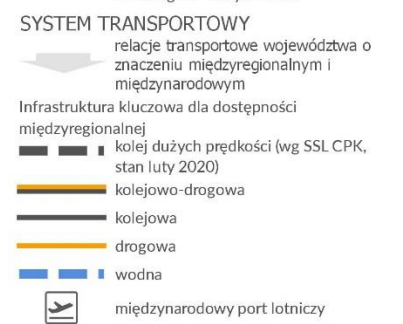 SYSTEM TRANSPORTOWY
relacje transportowe województwa o
znaczeniu międzyregionalnym i
międzynarodowym
Infrastruktura kluczowa dla dostępności
międzyregionalnej
kolej dużych prędkości (wg SSL CPK,
stan luty 2020)
kolejowo-drogowa
kolejowa
drogowa
wodna
międzynarodowy port lotniczy